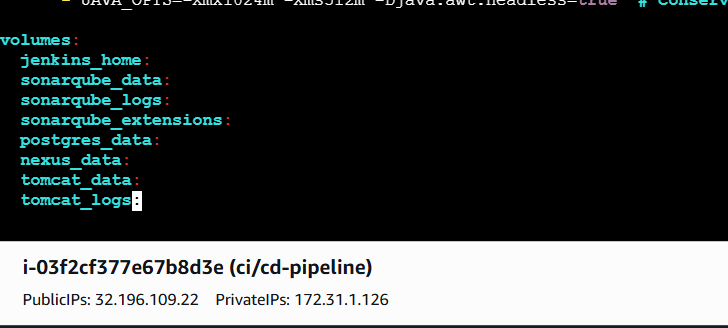 - JAVA_OPTS=-Xmx1024m -Xms512m -Djava.awt.headless=true  # Conserv
volumes:
  jenkins_home:
  sonarqube_data:
  sonarqube_logs:
  sonarqube_extensions:
  postgres_data:
  nexus_data:
  tomcat_data:
  tomcat_logs:
i-03f2cf377e67b8d3e (ci/cd-pipeline)
PublicIPs: 32.196.109.22 PrivateIPs: 172.31.1.126